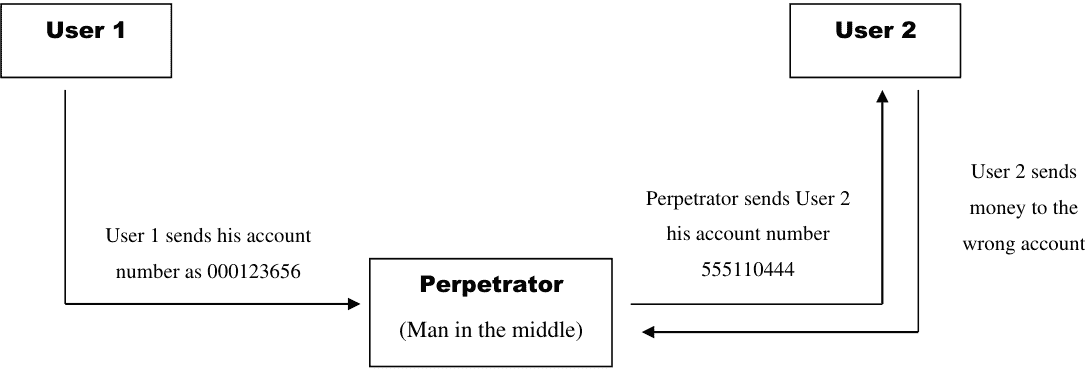 User 1
User 2
User 1 sends his account
number as 000123656
Perpetrator sends User 2
his account number
555110444
User 2 sends
money to the
wrong account
Perpetrator
(Man in the middle)